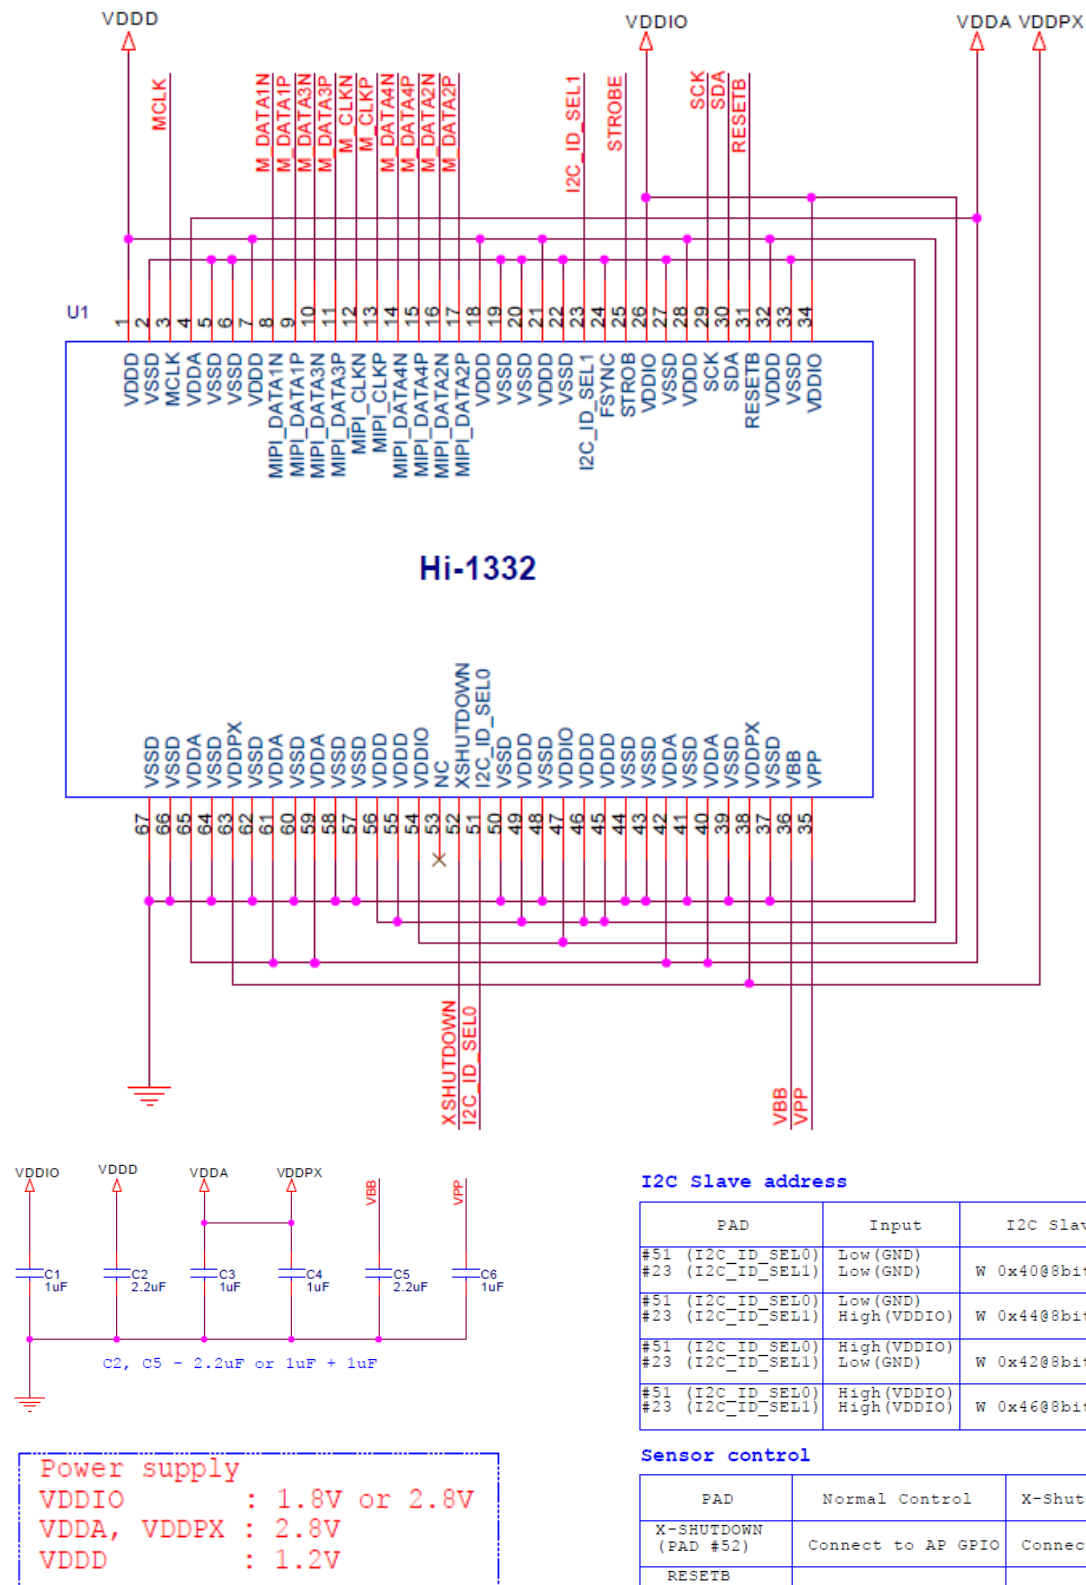 VDDD
VDDIO
VDDA VDDPX
MCLK
M_DATA1N
M_DATA1P
M_DATA3N
M_DATA3P
M_CLKN
M_CLKP
M_DATA4N
M_DATA4P
M_DATA2N
M_DATA2P
I2C_ID_SEL1
STROBE
SCK
SDA
RESETB
U1
1 2 3 4 5 6 7 8 9 10 11 12 13 14 15 16 17 18 19 20 21 22 23 24 25 26 27 28 29 30 31 32 33 34
VDDD
VSSD
MCLK
VDDA
VSSD
VSSD
VDDD
MIPI_DATA1N
MIPI_DATA1P
MIPI_DATA3N
MIPI_DATA3P
MIPI_CLKN
MIPI_CLKP
MIPI_DATA4N
MIPI_DATA4P
MIPI_DATA2N
MIPI_DATA2P
VDDD
VSSD
VSSD
VDDD
VSSD
I2C_ID_SEL1
FSYNC
STROB
VDDIO
VSSD
VDDD
SCK
SDA
RESETB
VDDD
VSSD
VDDIO
Hi-1332
VSSD
VSSD
VDDA
VSSD
VDDPX
VSSD
VDDA
VSSD
VDDA
VSSD
VSSD
VDDD
VDDD
VDDIO
NC
XSHUTDOWN
I2C_ID_SEL0
VSSD
VDDD
VSSD
VDDIO
VDDD
VDDD
VSSD
VSSD
VDDA
VSSD
VDDA
VSSD
VDDPX
VSSD
VBB
VPP
67 66 65 64 63 62 61 60 59 58 57 56 55 54 53 52 51 50 49 48 47 46 45 44 43 42 41 40 39 38 37 36 35
XSHUTDOWN
I2C_ID_SEL0
VBB
VPP
VDDIO
VDDD
VDDA
VDDPX
VBB
VPP
C1
1uF
C2
2.2uF
C3
1uF
C4
1uF
C5
2.2uF
C6
1uF
C2, C5 - 2.2uF or 1uF + 1uF
Power supply
VDDIO : 1.8V or 2.8V
VDDA, VDDPX : 2.8V
VDDD : 1.2V
I2C Slave address
PAD Input I2C Slav
#51 (I2C_ID_SEL0) Low(GND)
#23 (I2C_ID_SEL1) Low(GND) W 0x40@8bit
#51 (I2C_ID_SEL0) Low(GND)
#23 (I2C_ID_SEL1) High(VDDIO) W 0x44@8bit
#51 (I2C_ID_SEL0) High(VDDIO)
#23 (I2C_ID_SEL1) Low(GND) W 0x42@8bit
#51 (I2C_ID_SEL0) High(VDDIO)
#23 (I2C_ID_SEL1) High(VDDIO) W 0x46@8bit
Sensor control
PAD Normal Control X-Shut
X-SHUTDOWN
(PAD #52) Connect to AP GPIO Connec
RESETB